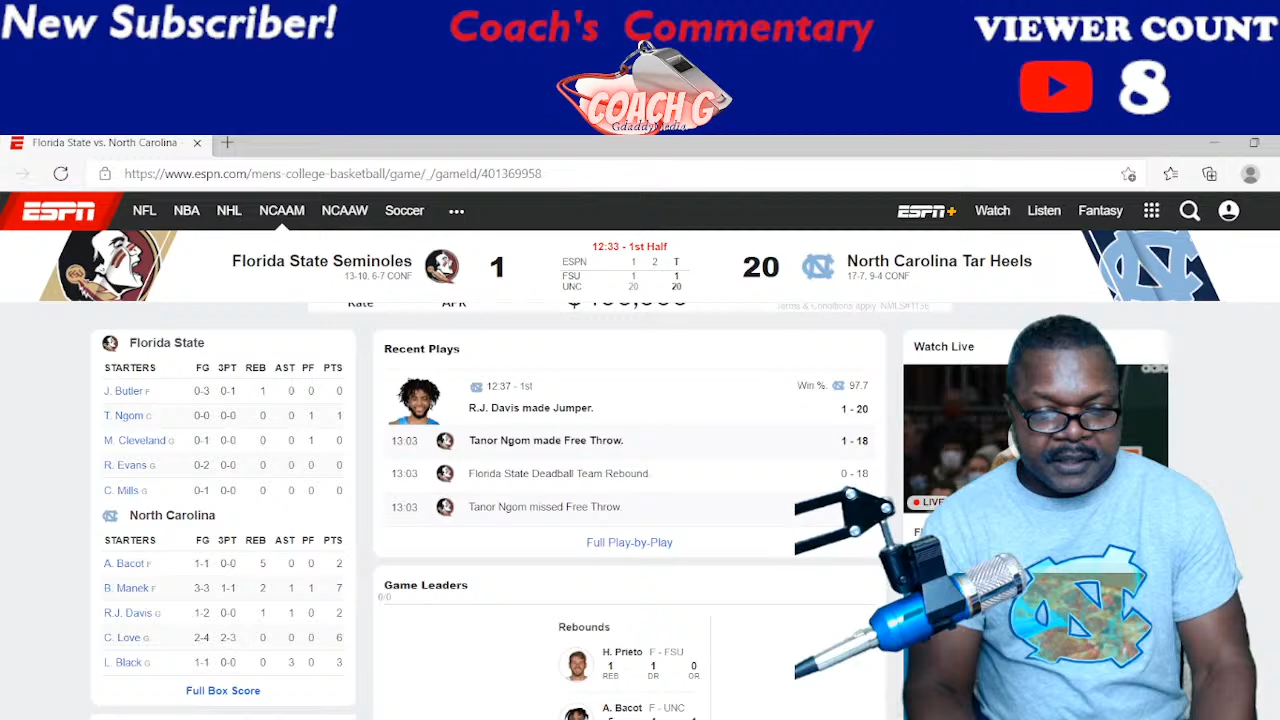 New Subscriber!
Coach's Commentary
VIEWER COUNT
COACH G
GdaddyMedia
8
Florida State vs. North Carolina
https://www.espn.com/mens-college-basketball/game/_/gameId/401369958
ESPN
NFL NBA NHL NCAAM NCAAW Soccer ...
ESPN+ Watch Listen Fantasy
Florida State Seminoles
13-10, 6-7 CONF
1
12:33 - 1st Half
ESPN 1 2 T
FSU 1 1
UNC 20 20
20
North Carolina Tar Heels
17-7, 9-4 CONF
Rate APR
Terms & Conditions apply. NMLS#1136
Florida State
STARTERS FG 3PT REB AST PF PTS
J. Butler F 0-3 0-1 1 0 0 0
T. Ngom C 0-0 0-0 0 0 1 1
M. Cleveland G 0-1 0-0 0 0 1 0
R. Evans G 0-2 0-0 0 0 0 0
C. Mills G 0-1 0-0 0 0 0 0
North Carolina
STARTERS FG 3PT REB AST PF PTS
A. Bacot F 1-1 0-0 5 0 0 2
B. Manek F 3-3 1-1 2 1 1 7
R.J. Davis G 1-2 0-0 1 1 0 2
C. Love G 2-4 2-3 0 0 0 6
L. Black G 1-1 0-0 0 3 0 3
Full Box Score
Recent Plays
12:37 - 1st Win % 97.7
R.J. Davis made Jumper. 1 - 20
13:03 Tanor Ngom made Free Throw. 1 - 18
13:03 Florida State Deadball Team Rebound. 0 - 18
13:03 Tanor Ngom missed Free Throw.
Full Play-by-Play
Game Leaders
0/0
Rebounds
H. Prieto F - FSU
1 1 0
REB DR OR
A. Bacot F - UNC
Watch Live
LIVE
NC